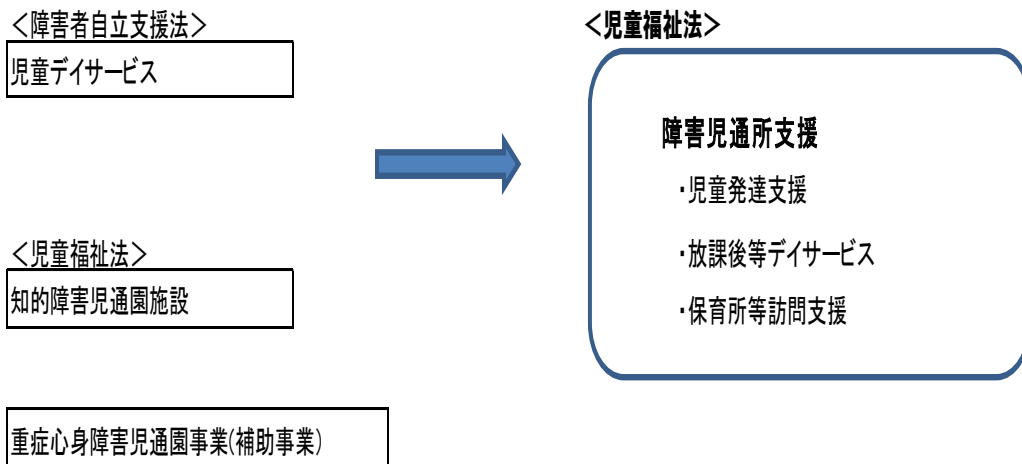 ＜障害者自立支援法＞
児童デイサービス
＜児童福祉法＞
知的障害児通園施設
重症心身障害児通園事業(補助事業)
＜児童福祉法＞
障害児通所支援
・児童発達支援
・放課後等デイサービス
・保育所等訪問支援